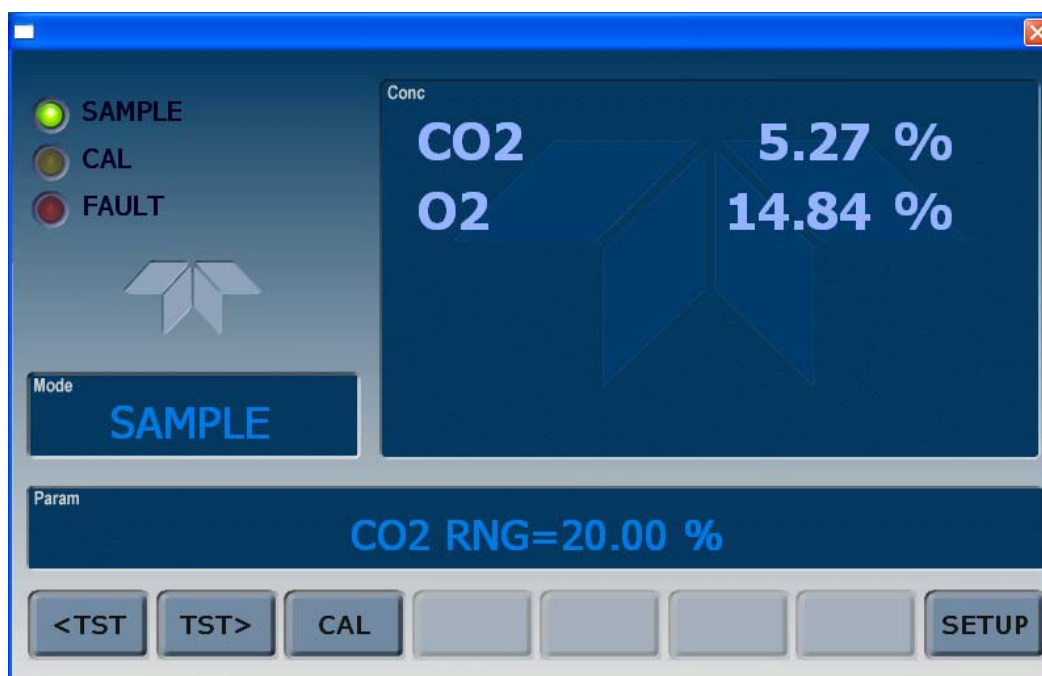 SAMPLE
CAL
FAULT
Conc
CO2 5.27 %
O2 14.84 %
Mode
SAMPLE
Param
CO2 RNG=20.00 %
<TST TST> CAL SETUP